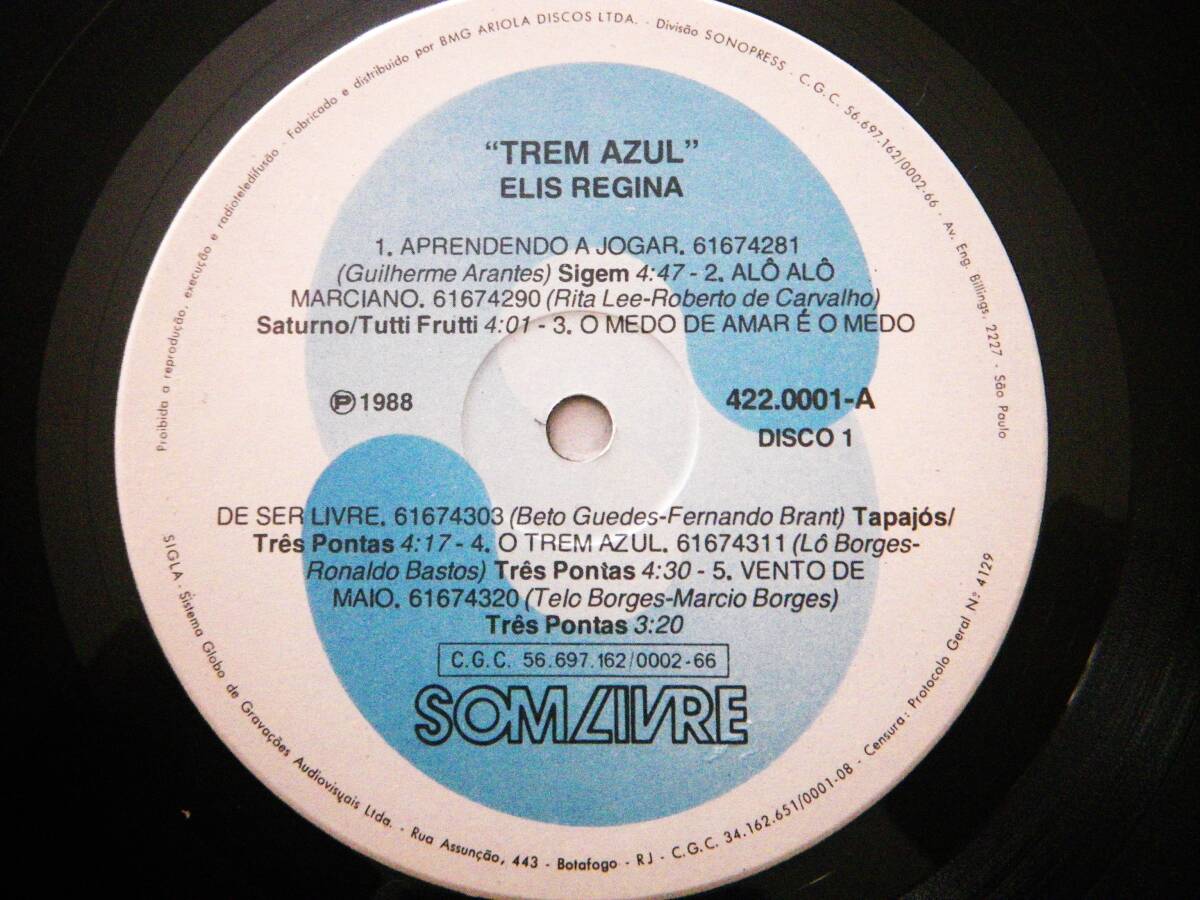 "TREM AZUL"
ELIS REGINA
1. APRENDENDO A JOGAR. 61674281
(Guilherme Arantes) Sigem 4:47 - 2. ALÔ ALÔ
MARCIANO. 61674290 (Rita Lee-Roberto de Carvalho)
Saturno/Tutti Frutti 4:01 - 3. O MEDO DE AMAR É O MEDO
℗ 1988
422.0001-A
DISCO 1
DE SER LIVRE. 61674303 (Beto Guedes-Fernando Brant) Tapajós/
Três Pontas 4:17 - 4. O TREM AZUL. 61674311 (Lô Borges-
Ronaldo Bastos) Três Pontas 4:30 - 5. VENTO DE
MAIO. 61674320 (Telo Borges-Marcio Borges)
Três Pontas 3:20
C.G.C. 56.697.162/0002-66
SOM LIVRE
Proibida a reprodução, execução e radioteledifusão - Fabricado e distribuido por BMG ARIOLA DISCOS LTDA. - Divisão SONOPRESS - C.G.C. 56.697.162/0002-66 - Av. Eng. Billings, 2227 - São Paulo
SIGLA - Sistema Globo de Gravações Audiovisuais Ltda. - Rua Assunção, 443 - Botafogo - RJ - C.G.C. 34.162.651/0001-08 - Censura: Protocolo Geral Nº 4129